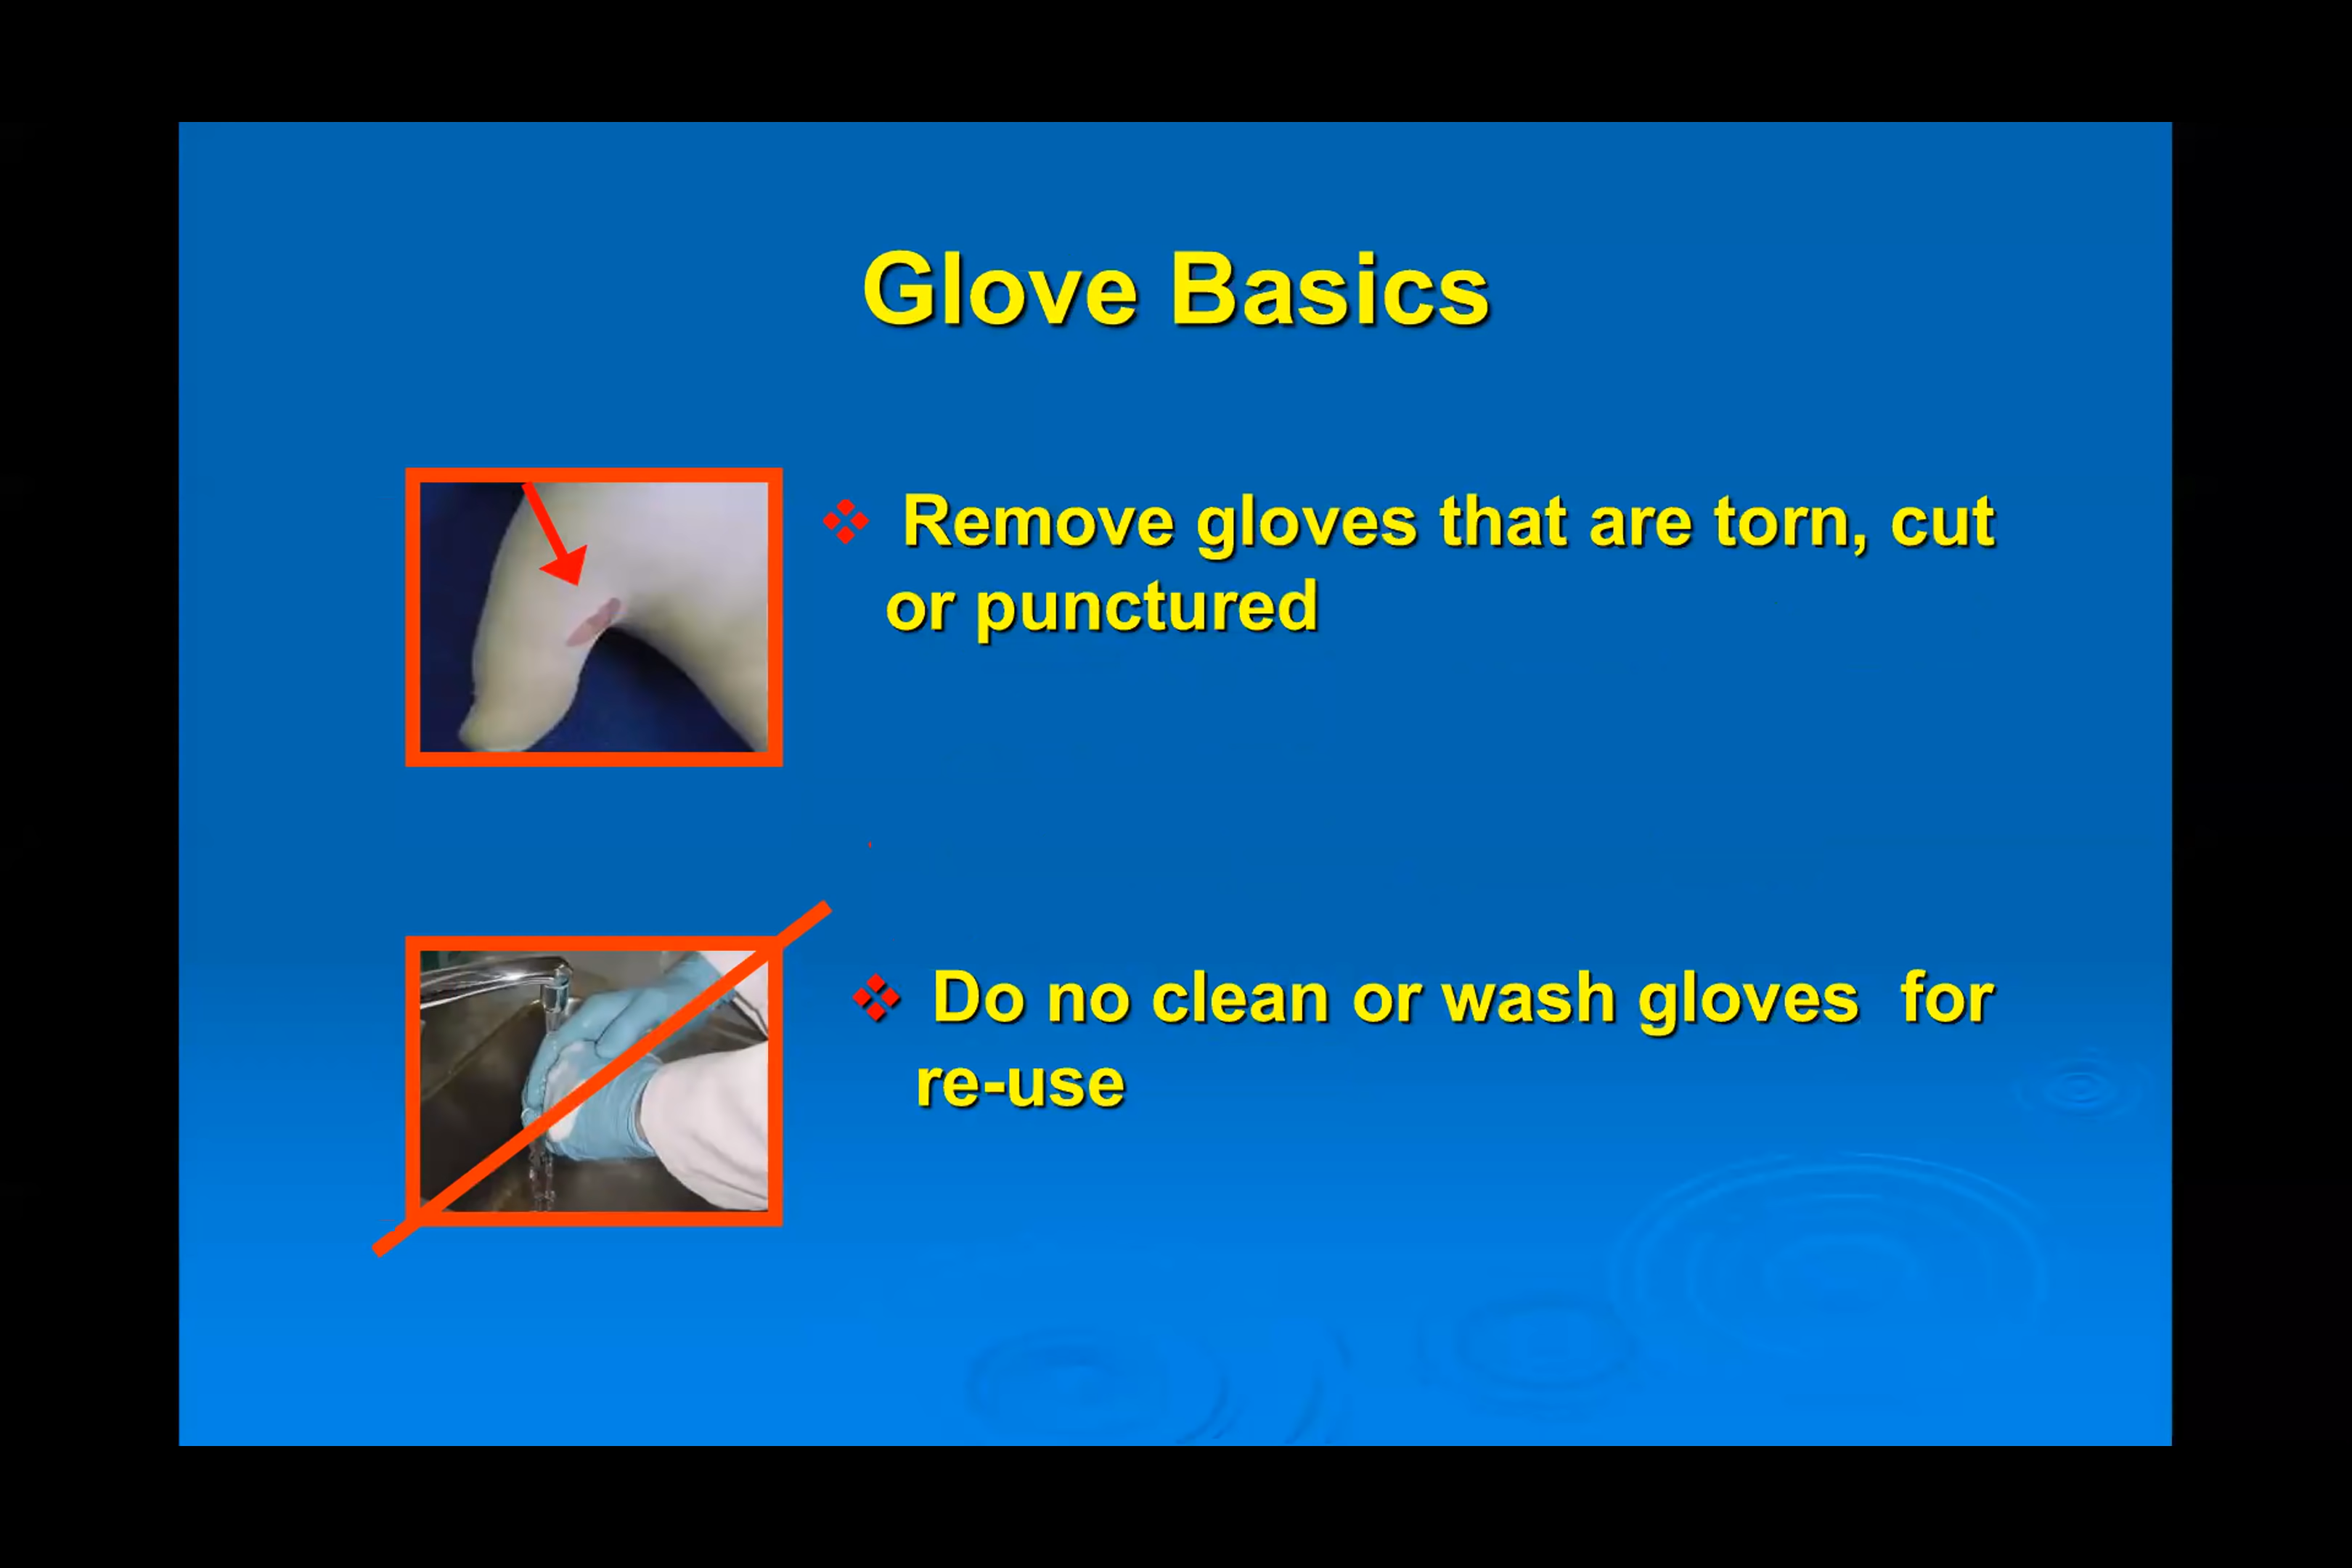 Glove Basics
Remove gloves that are torn, cut
or punctured
Do no clean or wash gloves for
re-use